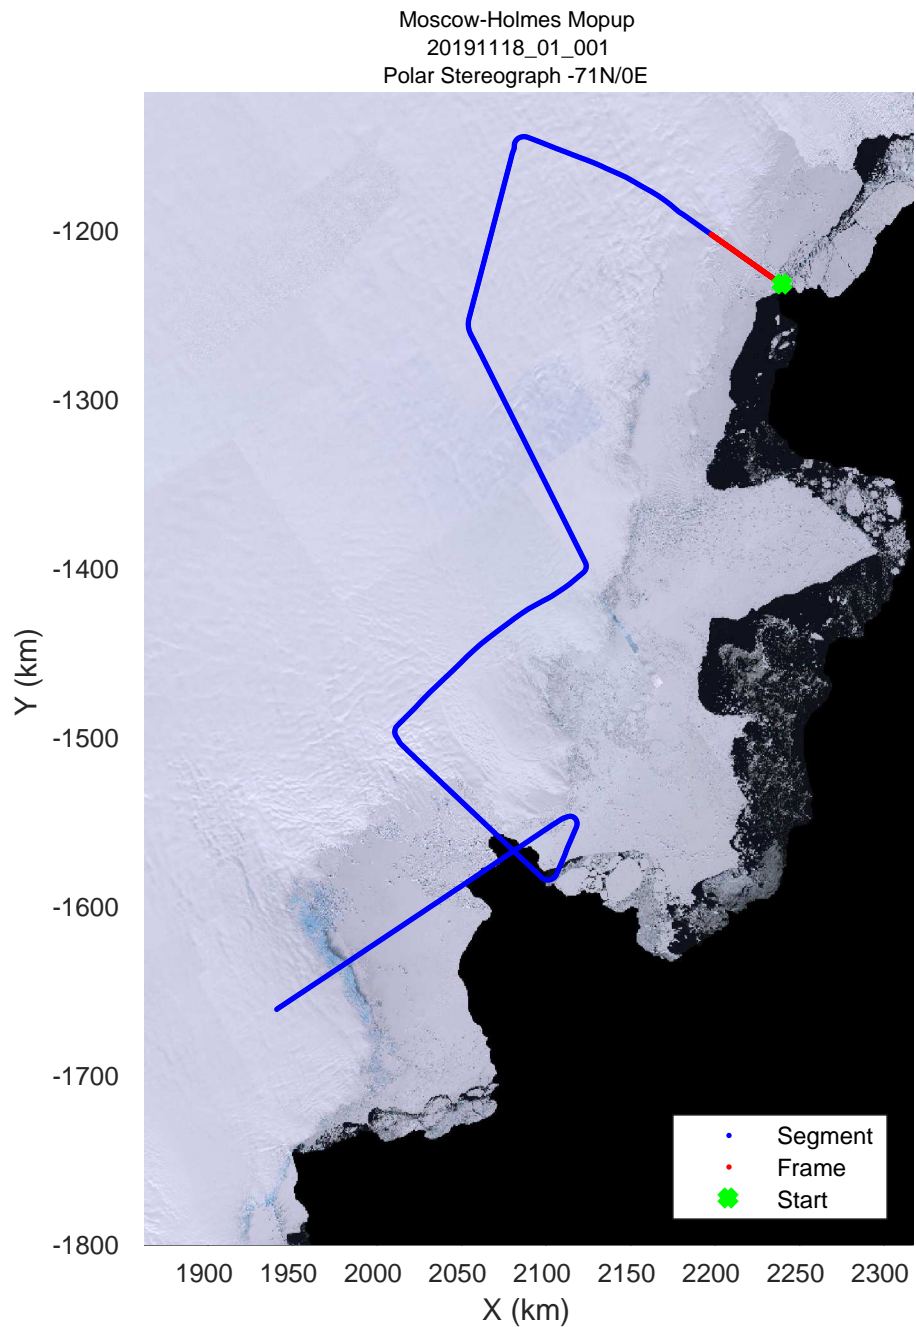 Moscow-Holmes Mopup
20191118_01_001
Polar Stereograph -71N/0E
Y (km)
-1200
-1300
-1400
-1500
-1600
-1700
-1800
Segment
Frame
Start
1900 1950 2000 2050 2100 2150 2200 2250 2300
X (km)